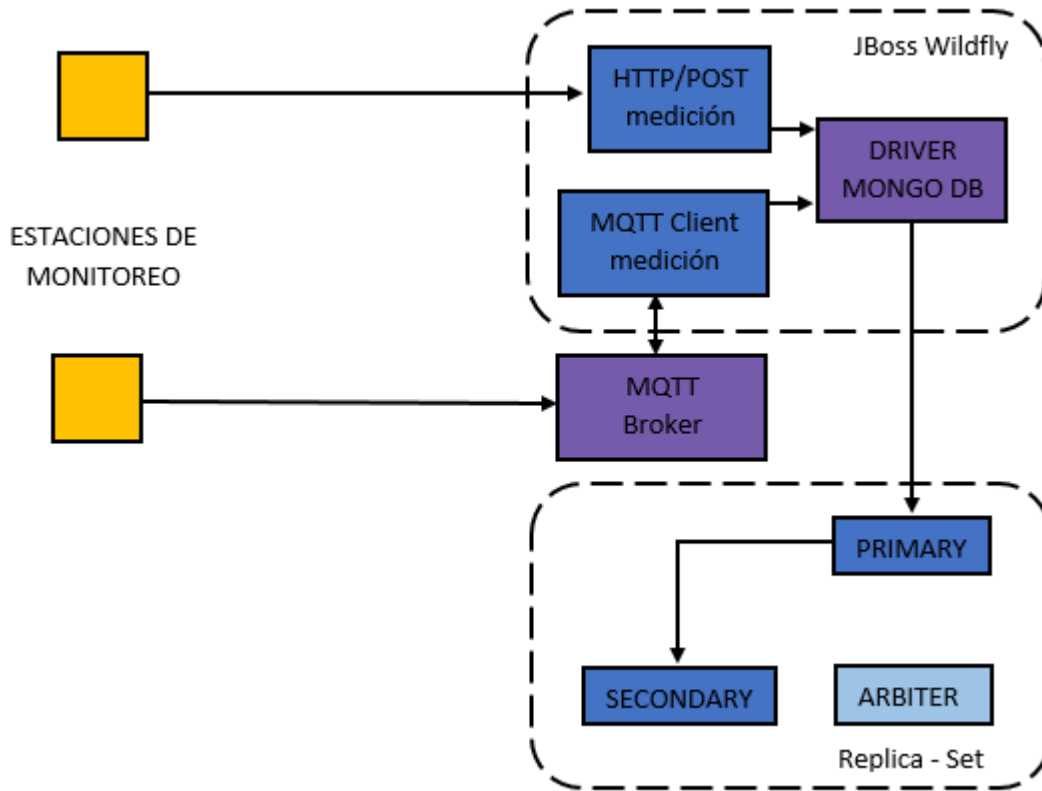 JBoss Wildfly
HTTP/POST
medición
DRIVER
MONGO DB
MQTT Client
medición
ESTACIONES DE
MONITOREO
MQTT
Broker
PRIMARY
SECONDARY
ARBITER
Replica - Set